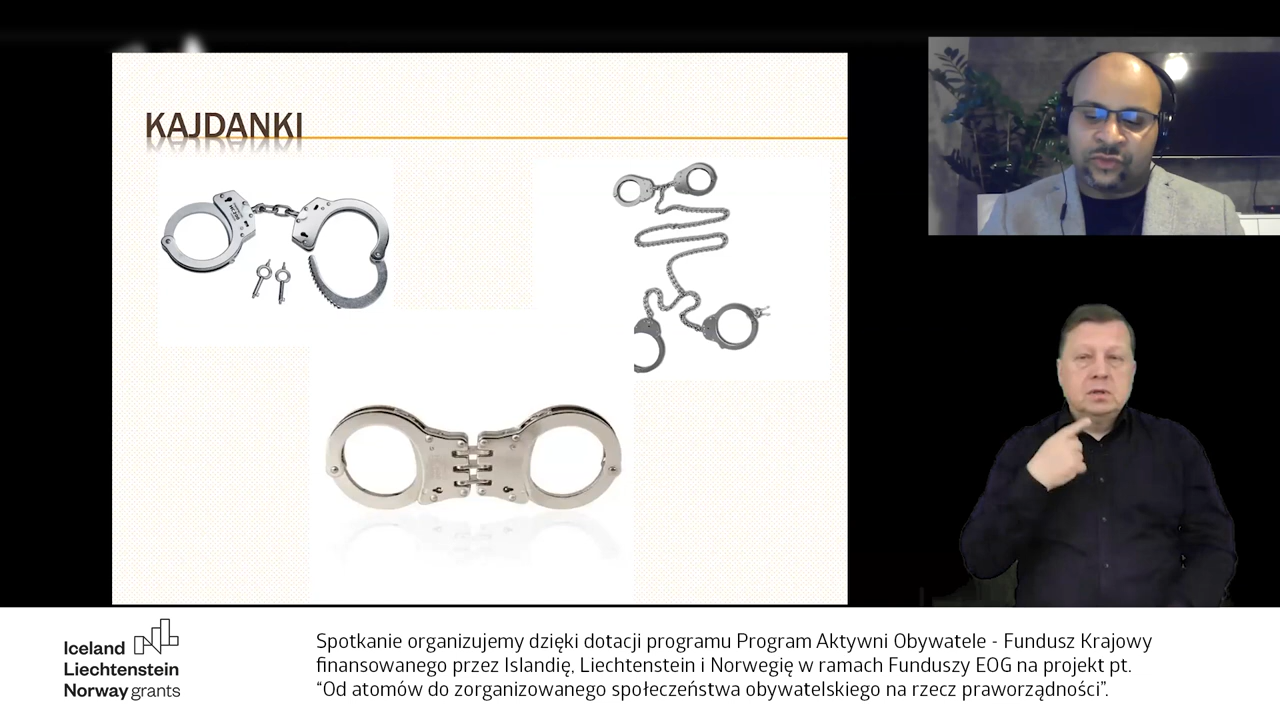 KAJDANKI
Iceland
Liechtenstein
Norway grants
Spotkanie organizujemy dzięki dotacji programu Program Aktywni Obywatele - Fundusz Krajowy
finansowanego przez Islandię, Liechtenstein i Norwegię w ramach Funduszy EOG na projekt pt.
“Od atomów do zorganizowanego społeczeństwa obywatelskiego na rzecz praworządności”.